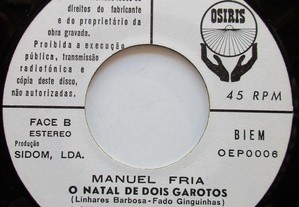 direitos do fabricante
e do proprietário da
obra gravada.
Proibida a execução
pública, transmissão
radiofónica e
cópia deste disco,
não autorizadas.
OSIRIS
45 RPM
FACE B
ESTEREO
Produção
SIDOM, LDA.
BIEM
OEP0006
MANUEL FRIA
O NATAL DE DOIS GAROTOS
(Linhares Barbosa-Fado Ginguinhas)